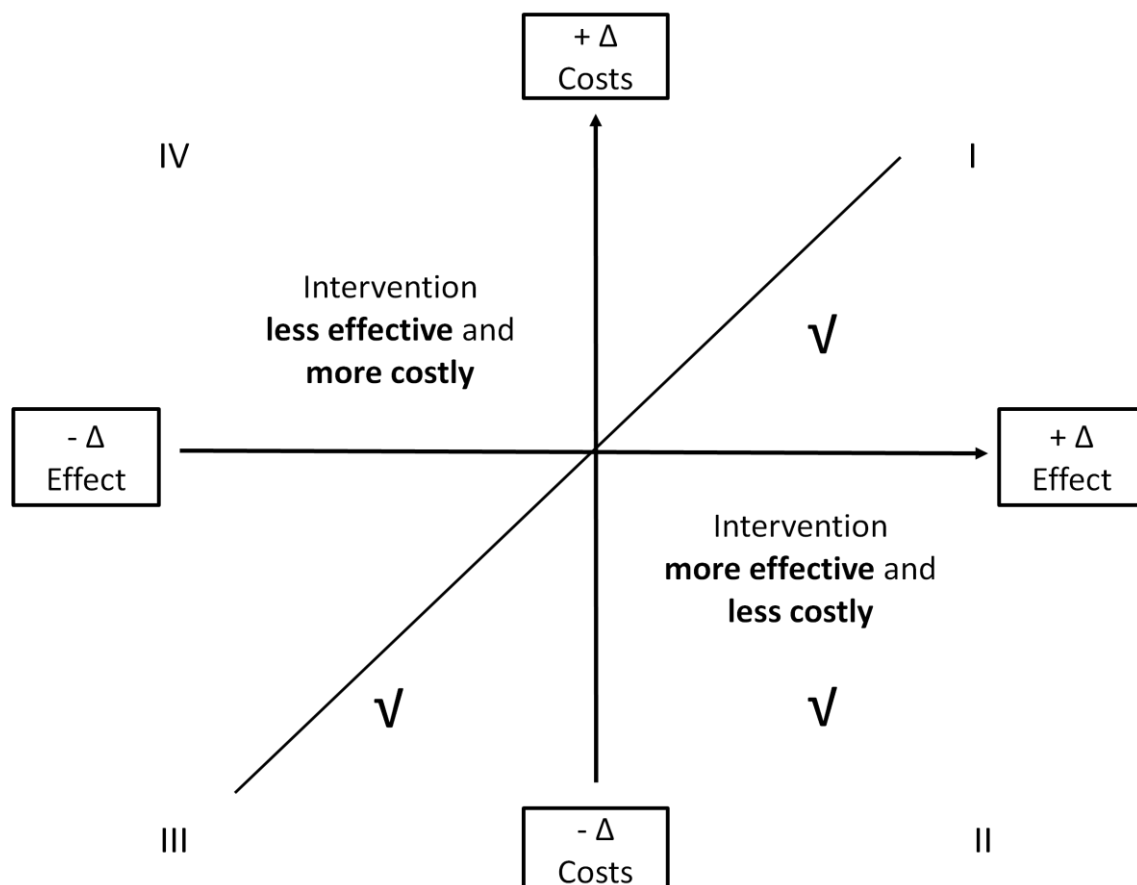 + Δ
Costs
IV
I
Intervention
less effective and
more costly
√
- Δ
Effect
+ Δ
Effect
Intervention
more effective and
less costly
√
√
III
- Δ
Costs
II